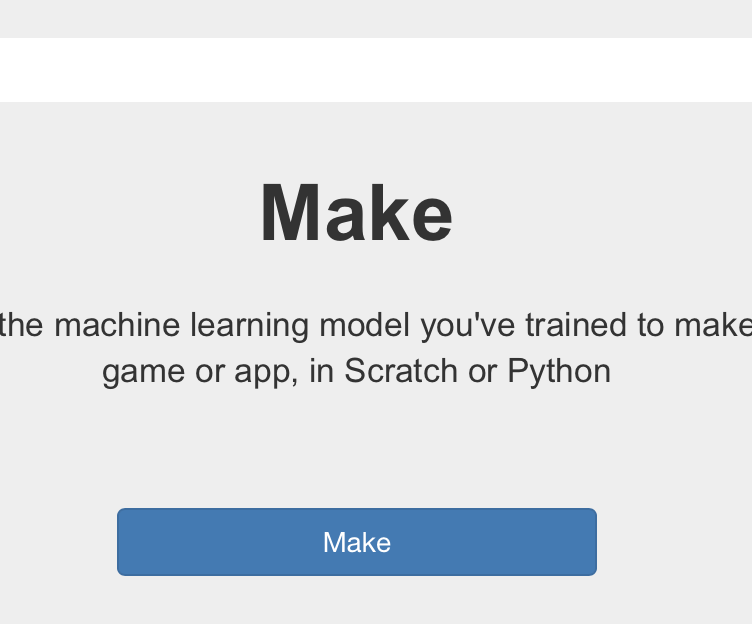 Make
the machine learning model you've trained to make
game or app, in Scratch or Python
Make